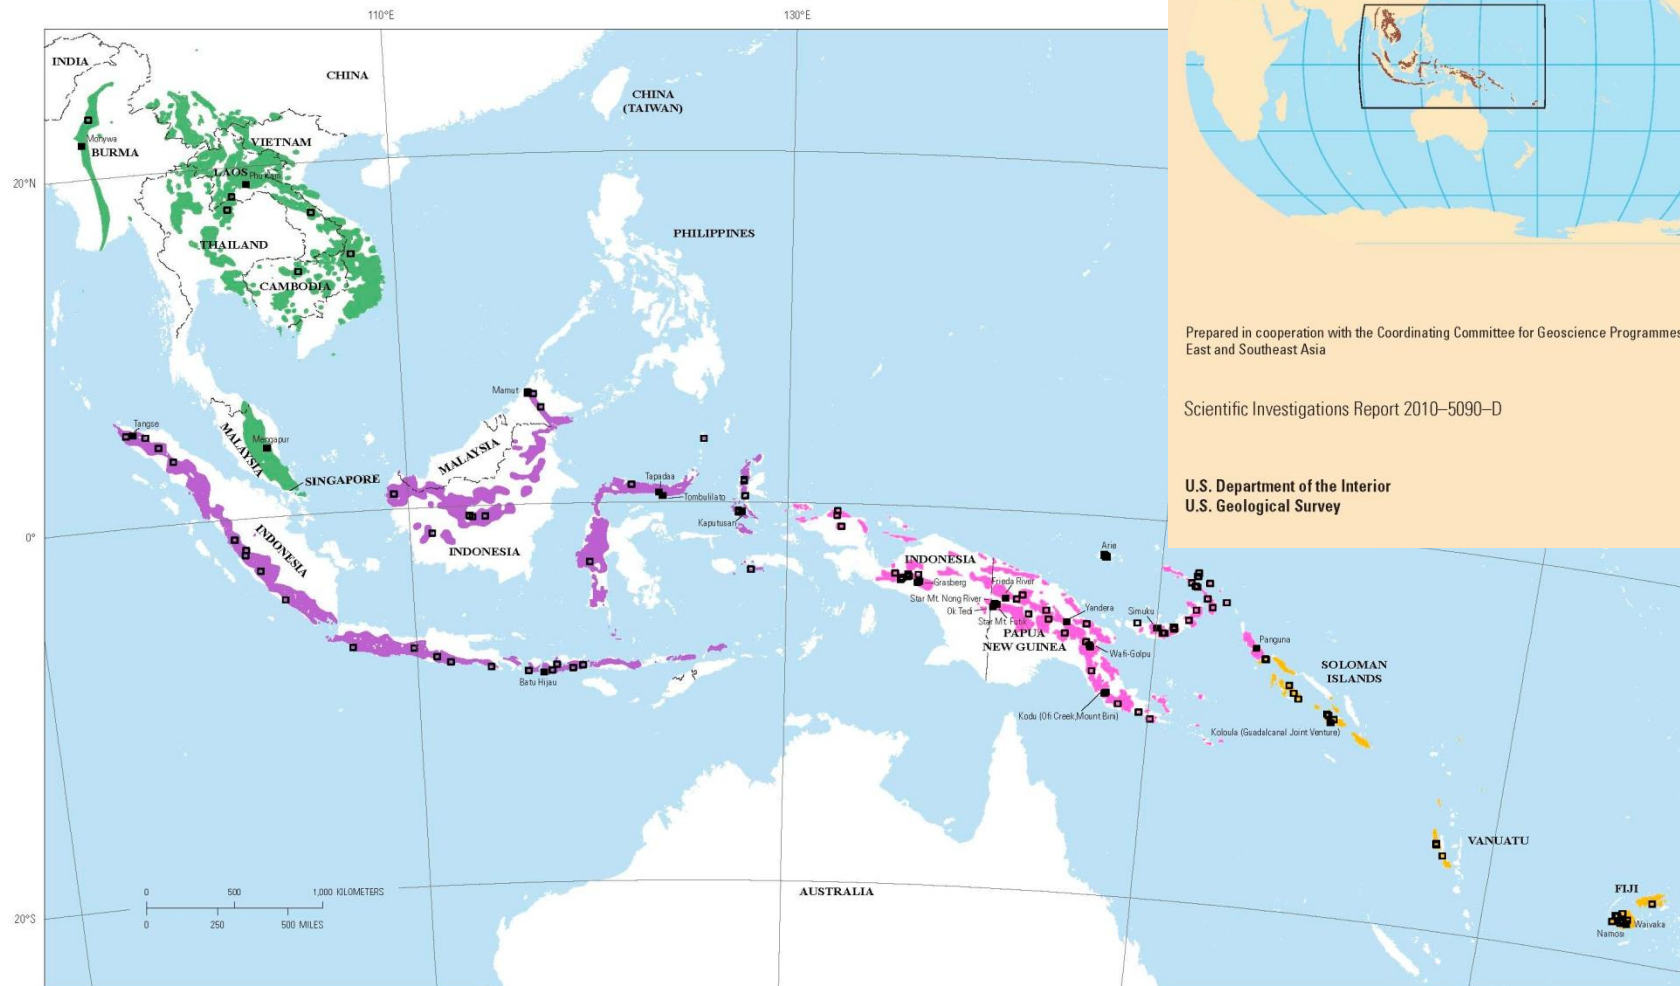 110°E
130°E
INDIA
CHINA
CHINA
(TAIWAN)
Monywa
BURMA
VIETNAM
LAOS
Phu Kham
20°N
THAILAND
PHILIPPINES
CAMBODIA
Mamut
Tangse
MALAYSIA
Mengapur
MALAYSIA
SINGAPORE
Tapadaa
Tombulilato
Kaputusan
0°
INDONESIA
INDONESIA
INDONESIA
Arie
Grasberg
Frieda River
Star Mt. Nong River
Ok Tedi
Star Mt. Futik
Yandera
Simuku
PAPUA
NEW GUINEA
Wafi-Golpu
Panguna
SOLOMAN
ISLANDS
Batu Hijau
Kodu (Ofi Creek,Mount Bini)
Koloula (Guadalcanal Joint Venture)
VANUATU
AUSTRALIA
FIJI
Waivaka
Namosi
20°S
0 500 1,000 KILOMETERS
0 250 500 MILES
Prepared in cooperation with the Coordinating Committee for Geoscience Programmes
East and Southeast Asia
Scientific Investigations Report 2010–5090–D
U.S. Department of the Interior
U.S. Geological Survey